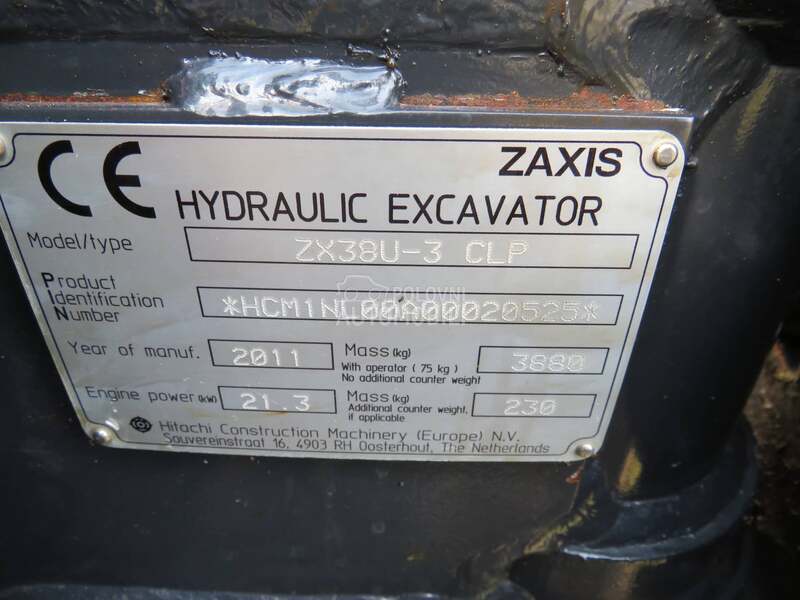 CE
ZAXIS
HYDRAULIC EXCAVATOR
Model/type ZX38U-3 CLP
Product
Identification
Number
*HCM1NL00A00020525*
Year of manuf. 2011
Mass(kg)
With operator (75 kg)
No additional counter weight
3880
Engine power(kW) 21.3
Mass(kg)
Additional counter weight,
if applicable
230
Hitachi Construction Machinery (Europe) N.V.
Souvereinstraat 16, 4903 RH Oosterhout, The Netherlands
POLOVNI
AUTOMOBILI